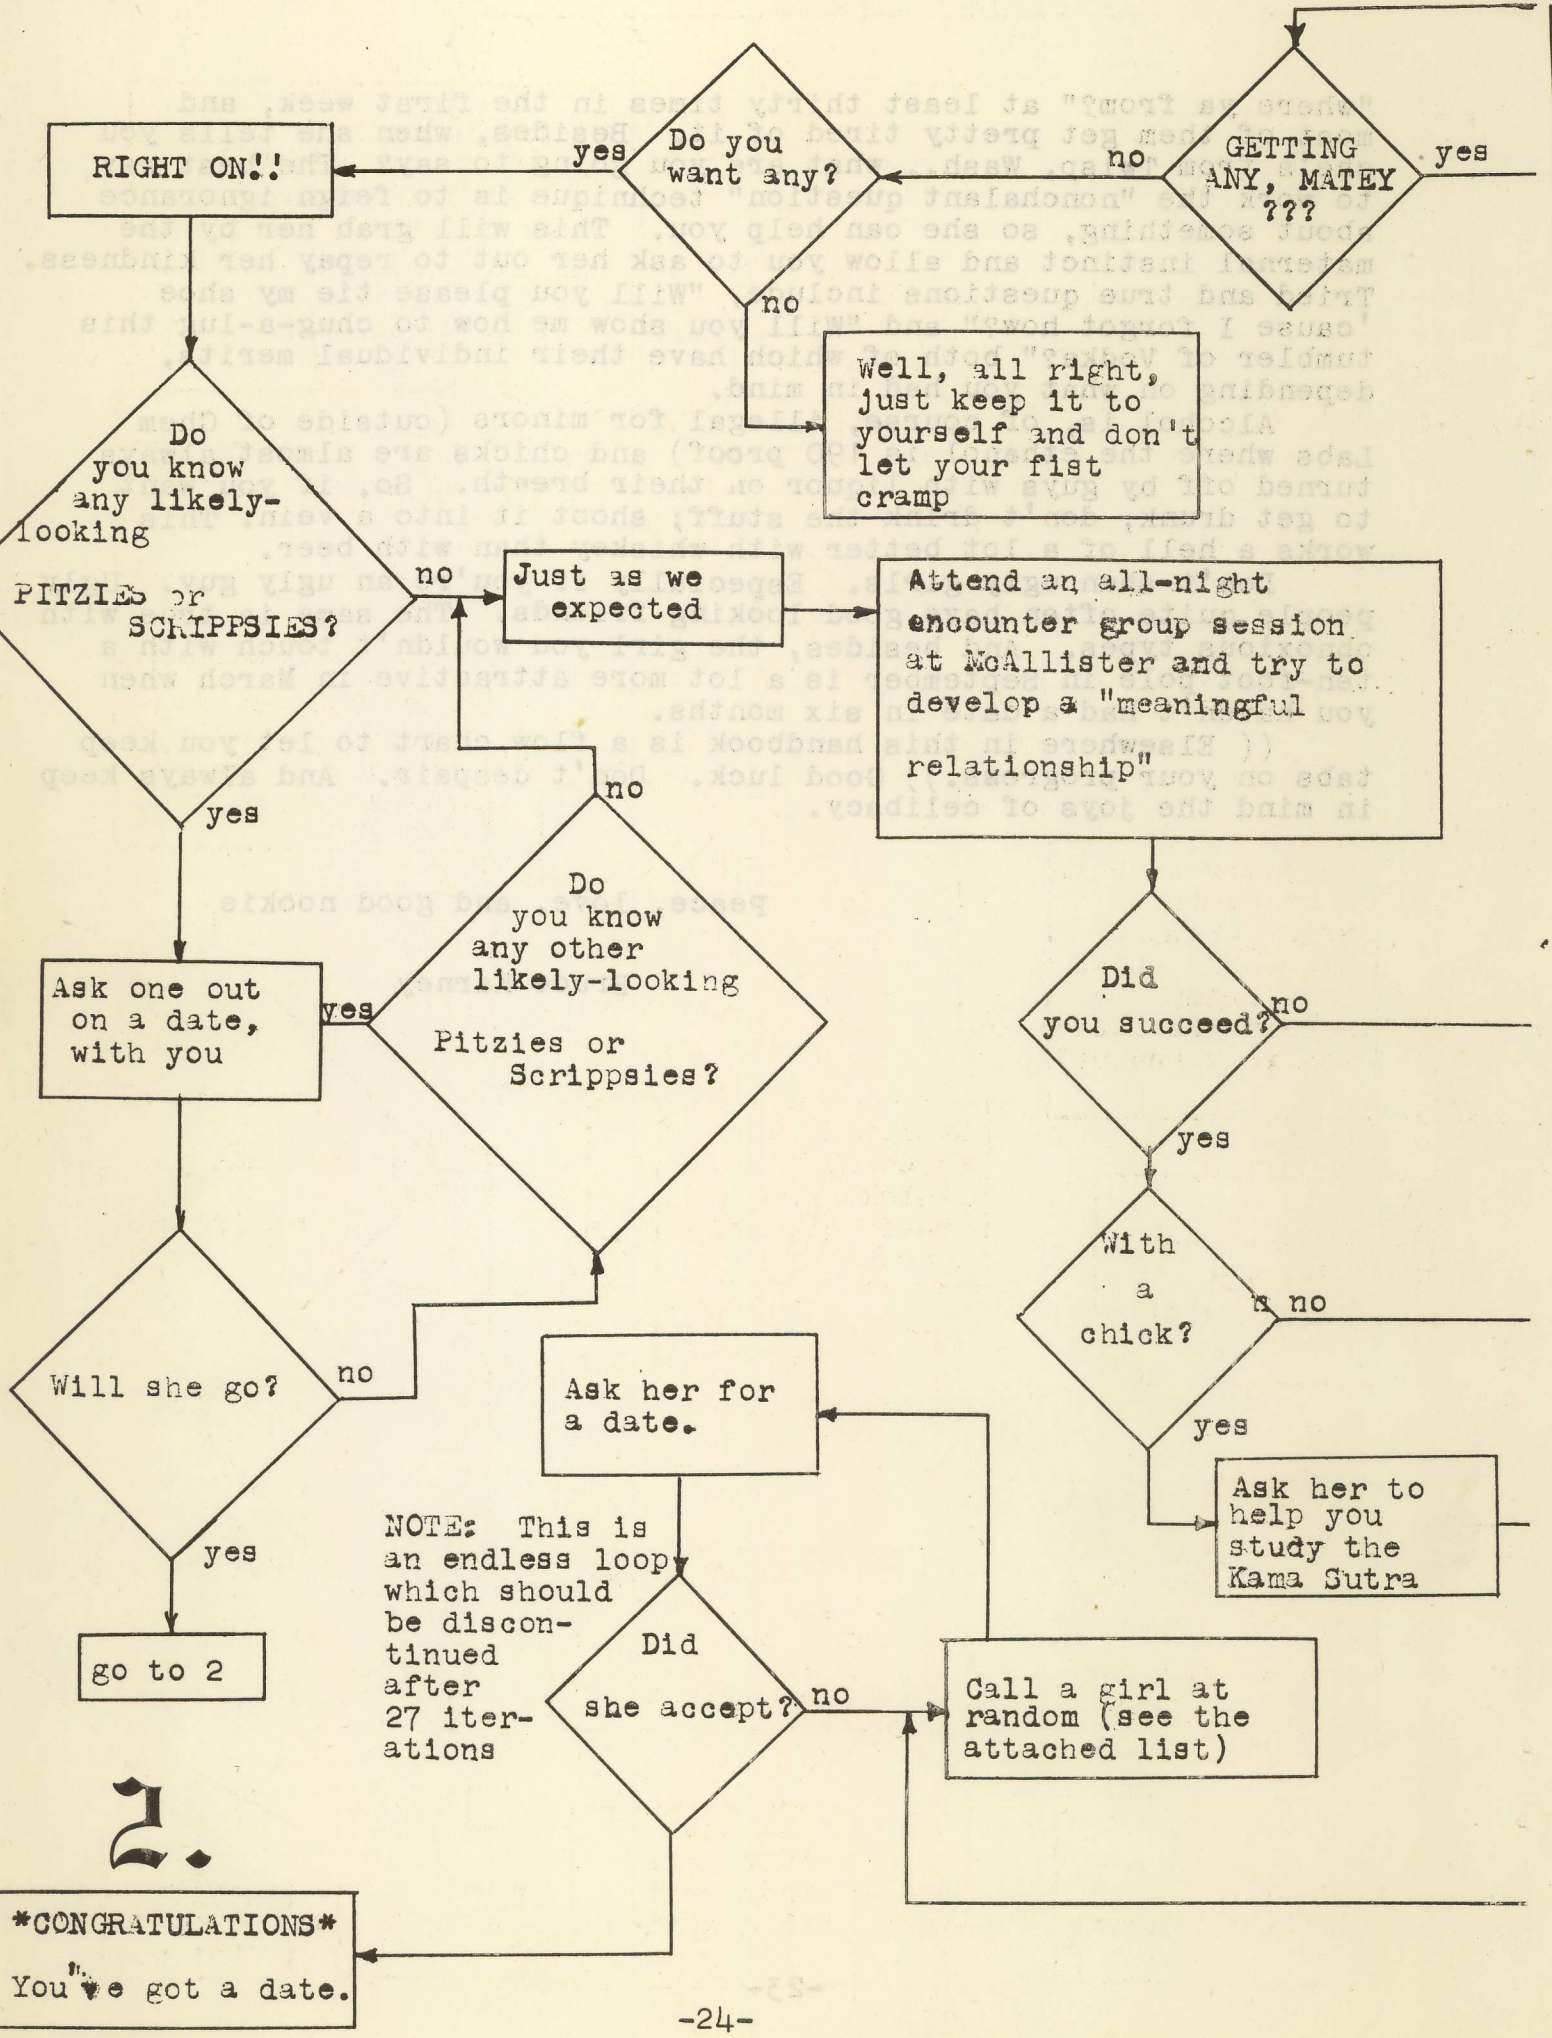 GETTING
ANY, MATEY
???
yes
no
Do you
want any?
yes
no
RIGHT ON!!
Well, all right,
just keep it to
yourself and don't
let your fist
cramp
Do
you know
any likely-
looking
PITZIES or
SCRIPPSIES?
no
yes
Just as we
expected
Attend an all-night
encounter group session
at McAllister and try to
develop a "meaningful
relationship"
no
Do
you know
any other
likely-looking
Pitzies or
Scrippsies?
yes
Ask one out
on a date,
with you
Did
you succeed?
no
yes
With
a
chick?
no
yes
Will she go?
no
yes
go to 2
Ask her for
a date.
Ask her to
help you
study the
Kama Sutra
NOTE: This is
an endless loop
which should
be discon-
tinued
after
27 iter-
ations
Did
she accept?
no
Call a girl at
random (see the
attached list)
2.
*CONGRATULATIONS*
You've got a date.
-24-